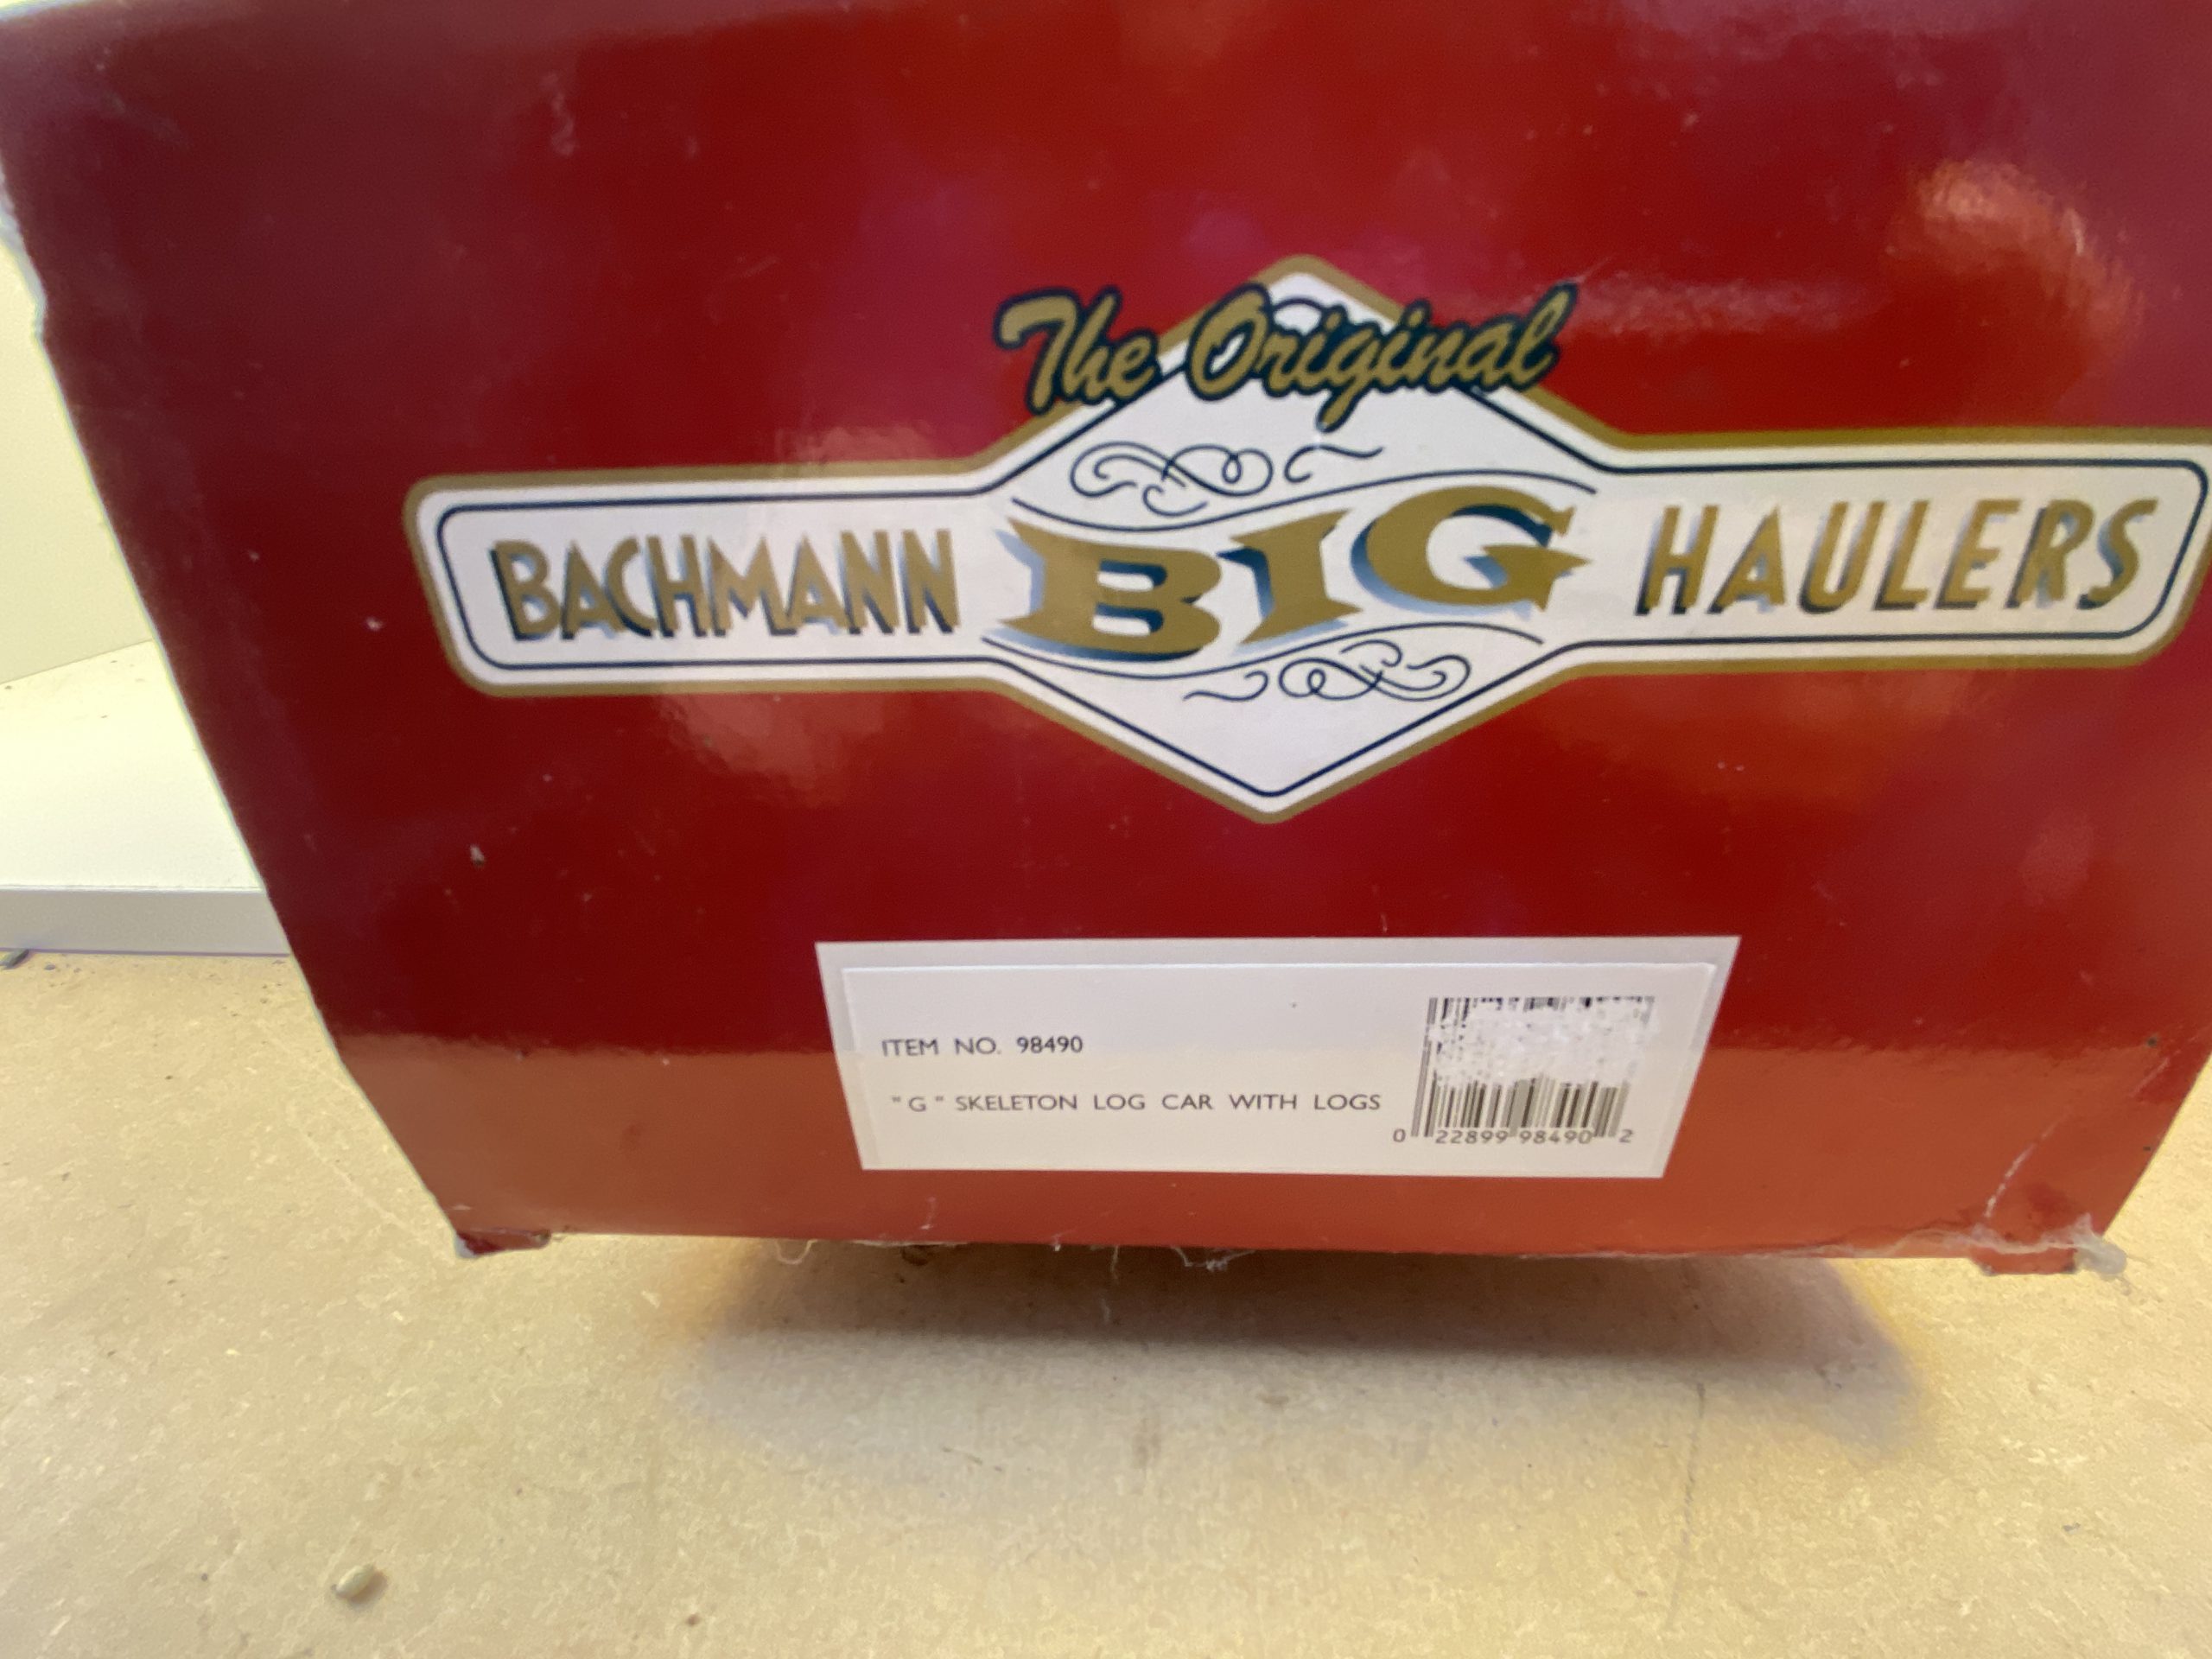 The Original
BACHMANN BIG HAULERS
ITEM NO. 98490
"G" SKELETON LOG CAR WITH LOGS
0 22899 98490 2